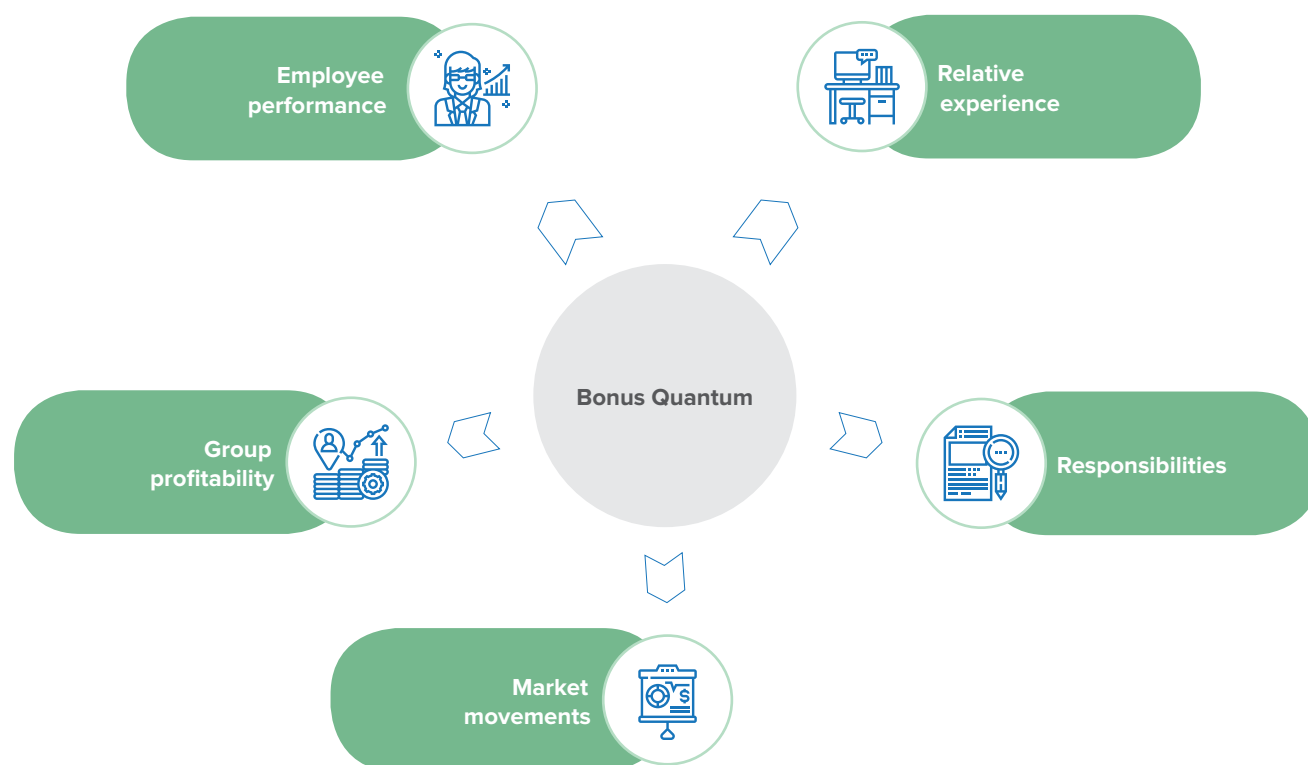 Employee
performance
Relative
experience
Bonus Quantum
Group
profitability
Responsibilities
Market
movements